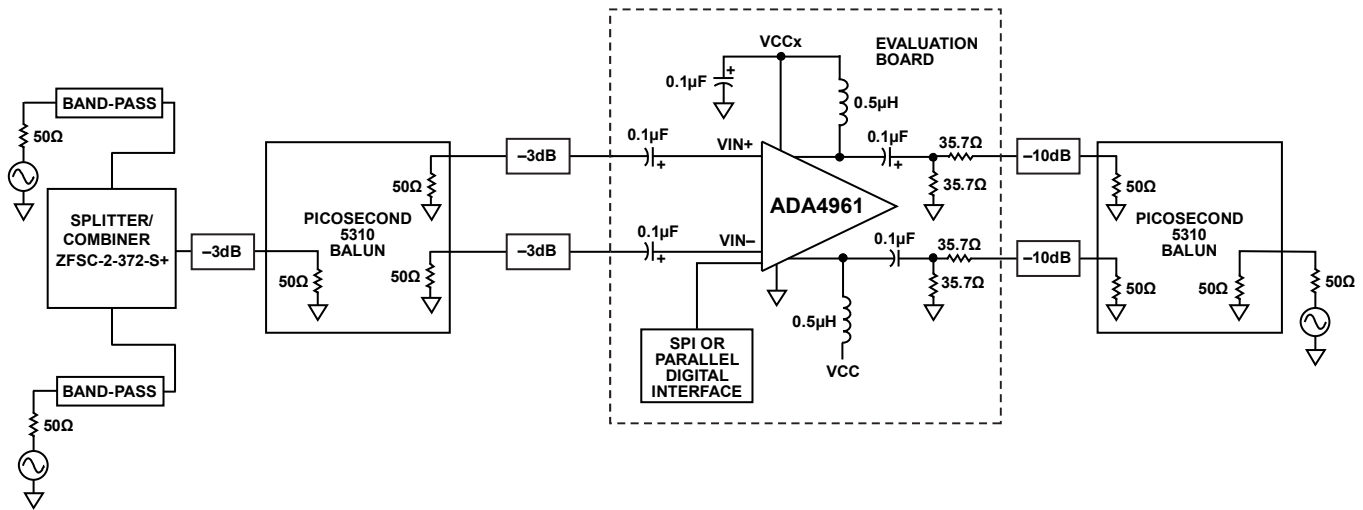 VCCx
EVALUATION
BOARD
0.1µF
+
0.5µH
BAND-PASS
50Ω
SPLITTER/
COMBINER
ZFSC-2-372-S+
–3dB
50Ω
PICOSECOND
5310
BALUN
50Ω
50Ω
–3dB
–3dB
0.1µF
+
VIN+
0.1µF
+
VIN–
ADA4961
0.1µF
+
35.7Ω
35.7Ω
0.1µF
35.7Ω
35.7Ω
0.5µH
VCC
SPI OR
PARALLEL
DIGITAL
INTERFACE
–10dB
–10dB
50Ω
PICOSECOND
5310
BALUN
50Ω
50Ω
50Ω
BAND-PASS
50Ω